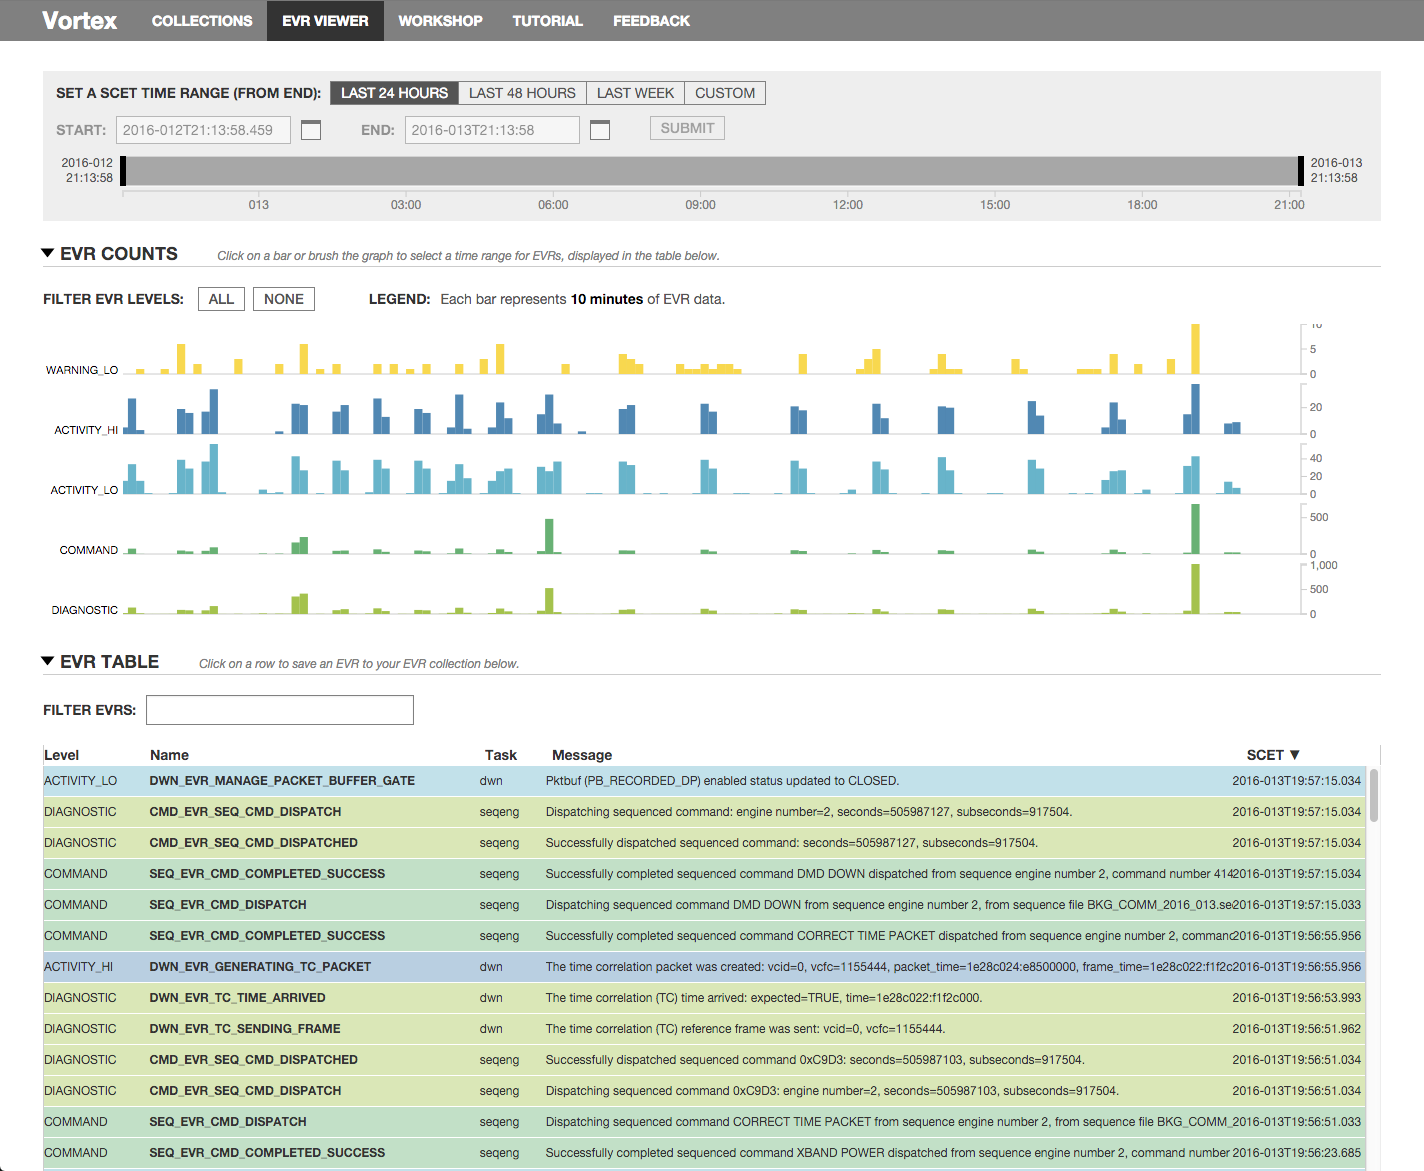 Vortex COLLECTIONS EVR VIEWER WORKSHOP TUTORIAL FEEDBACK
SET A SCET TIME RANGE (FROM END): LAST 24 HOURS LAST 48 HOURS LAST WEEK CUSTOM
START: 2016-012T21:13:58.459 END: 2016-013T21:13:58 SUBMIT
2016-012 2016-013
21:13:58 21:13:58
013 03:00 06:00 09:00 12:00 15:00 18:00 21:00
EVR COUNTS Click on a bar or brush the graph to select a time range for EVRs, displayed in the table below.
FILTER EVR LEVELS: ALL NONE LEGEND: Each bar represents 10 minutes of EVR data.
10
5
WARNING_LO 0
20
ACTIVITY_HI 0
40
20
ACTIVITY_LO 0
500
COMMAND 0
1,000
500
DIAGNOSTIC 0
EVR TABLE Click on a row to save an EVR to your EVR collection below.
FILTER EVRS:
Level Name Task Message SCET ▼
ACTIVITY_LO DWN_EVR_MANAGE_PACKET_BUFFER_GATE dwn Pktbuf (PB_RECORDED_DP) enabled status updated to CLOSED. 2016-013T19:57:15.034
DIAGNOSTIC CMD_EVR_SEQ_CMD_DISPATCH seqeng Dispatching sequenced command: engine number=2, seconds=505987127, subseconds=917504. 2016-013T19:57:15.034
DIAGNOSTIC CMD_EVR_SEQ_CMD_DISPATCHED seqeng Successfully dispatched sequenced command: seconds=505987127, subseconds=917504. 2016-013T19:57:15.034
COMMAND SEQ_EVR_CMD_COMPLETED_SUCCESS seqeng Successfully completed sequenced command DMD DOWN dispatched from sequence engine number 2, command number 414 2016-013T19:57:15.034
COMMAND SEQ_EVR_CMD_DISPATCH seqeng Dispatching sequenced command DMD DOWN from sequence engine number 2, from sequence file BKG_COMM_2016_013.se 2016-013T19:57:15.033
COMMAND SEQ_EVR_CMD_COMPLETED_SUCCESS seqeng Successfully completed sequenced command CORRECT TIME PACKET dispatched from sequence engine number 2, command 2016-013T19:56:55.956
ACTIVITY_HI DWN_EVR_GENERATING_TC_PACKET dwn The time correlation packet was created: vcid=0, vcfc=1155444, packet_time=1e28c024:e8500000, frame_time=1e28c022:f1f2c 2016-013T19:56:55.956
DIAGNOSTIC DWN_EVR_TC_TIME_ARRIVED dwn The time correlation (TC) time arrived: expected=TRUE, time=1e28c022:f1f2c000. 2016-013T19:56:53.993
DIAGNOSTIC DWN_EVR_TC_SENDING_FRAME dwn The time correlation (TC) reference frame was sent: vcid=0, vcfc=1155444. 2016-013T19:56:51.962
DIAGNOSTIC CMD_EVR_SEQ_CMD_DISPATCHED seqeng Successfully dispatched sequenced command 0xC9D3: seconds=505987103, subseconds=917504. 2016-013T19:56:51.034
DIAGNOSTIC CMD_EVR_SEQ_CMD_DISPATCH seqeng Dispatching sequenced command 0xC9D3: engine number=2, seconds=505987103, subseconds=917504. 2016-013T19:56:51.034
COMMAND SEQ_EVR_CMD_DISPATCH seqeng Dispatching sequenced command CORRECT TIME PACKET from sequence engine number 2, from sequence file BKG_COMM_ 2016-013T19:56:51.033
COMMAND SEQ_EVR_CMD_COMPLETED_SUCCESS seqeng Successfully completed sequenced command XBAND POWER dispatched from sequence engine number 2, command number 2016-013T19:56:23.685